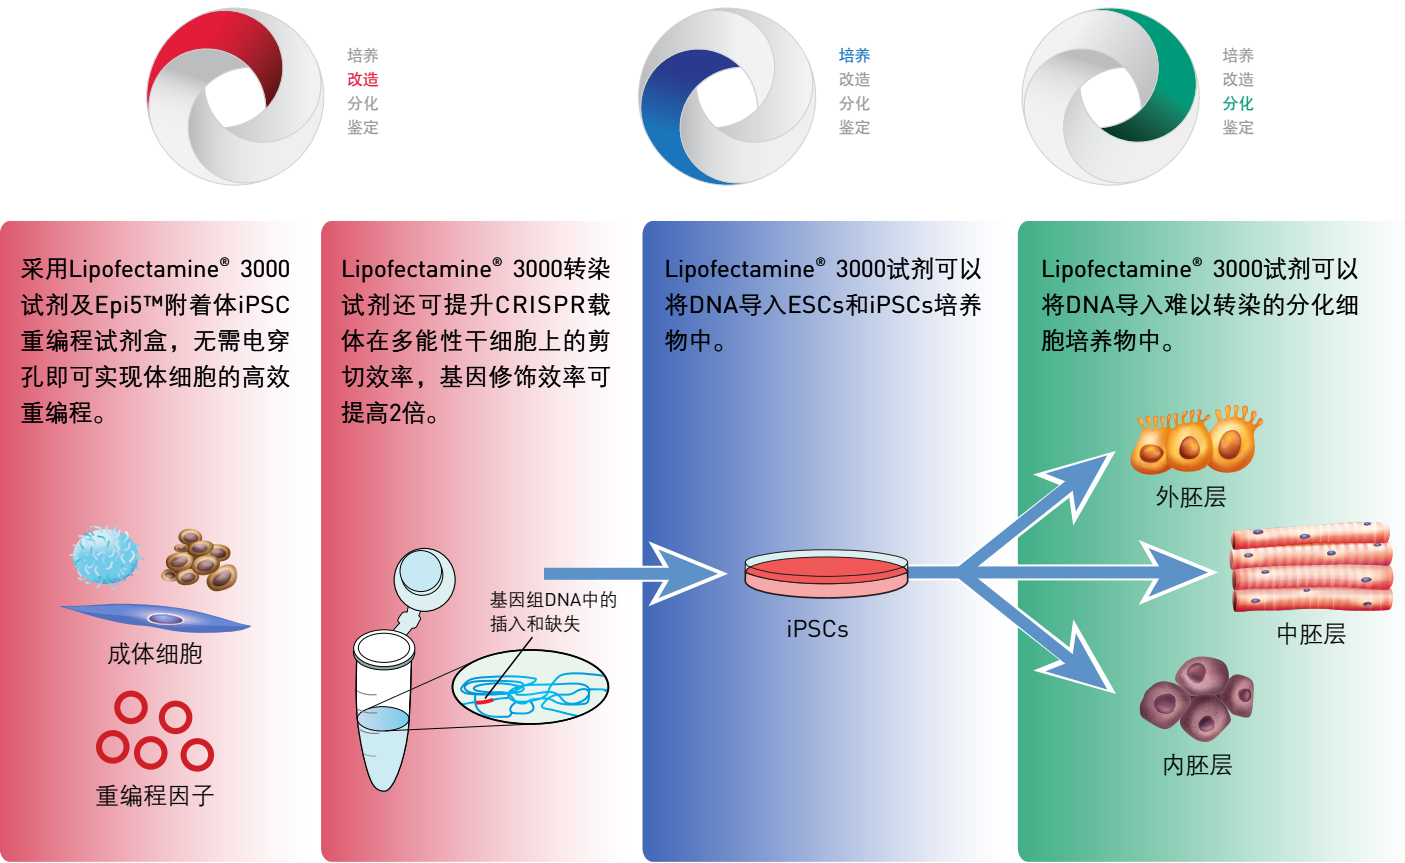 培养
改造
分化
鉴定
培养
改造
分化
鉴定
培养
改造
分化
鉴定
采用Lipofectamine® 3000
试剂及Epi5™附着体iPSC
重编程试剂盒，无需电穿
孔即可实现体细胞的高效
重编程。
成体细胞
重编程因子
Lipofectamine® 3000转染
试剂还可提升CRISPR载
体在多能性干细胞上的剪
切效率，基因修饰效率可
提高2倍。
基因组DNA中的
插入和缺失
Lipofectamine® 3000试剂可以
将DNA导入ESCs和iPSCs培养
物中。
iPSCs
Lipofectamine® 3000试剂可以
将DNA导入难以转染的分化细
胞培养物中。
外胚层
中胚层
内胚层